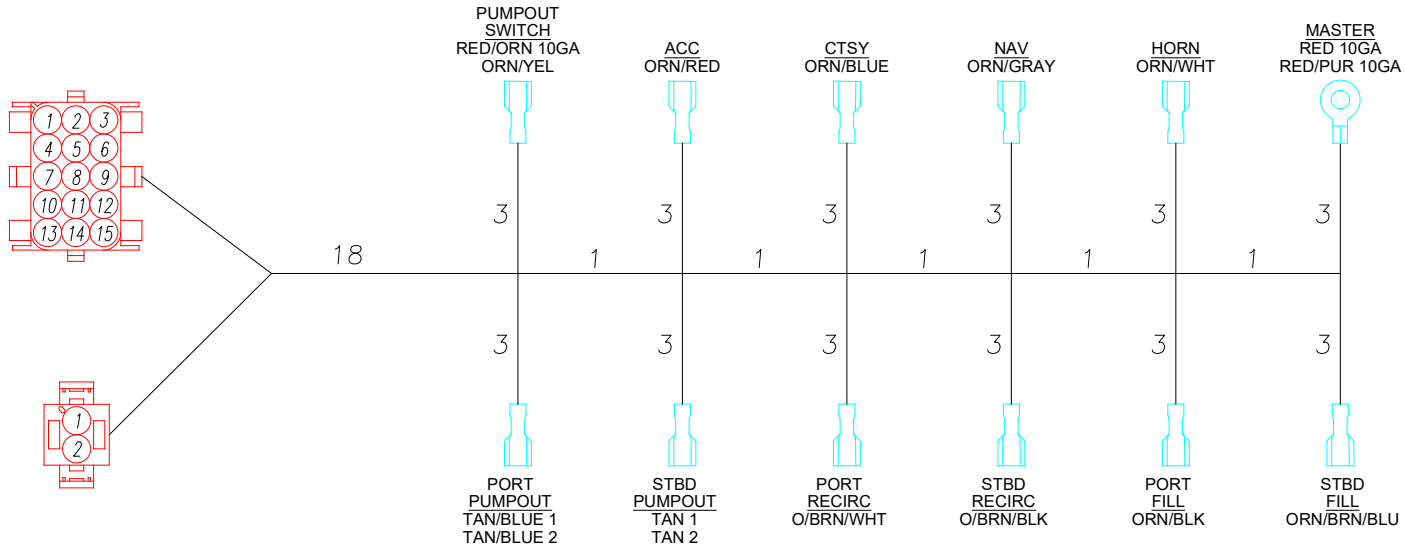 PUMPOUT
SWITCH
RED/ORN 10GA
ORN/YEL
ACC
ORN/RED
CTSY
ORN/BLUE
NAV
ORN/GRAY
HORN
ORN/WHT
MASTER
RED 10GA
RED/PUR 10GA
1 2 3
4 5 6
7 8 9
10 11 12
13 14 15
3 3 3 3 3 3
18 1 1 1 1 1
3 3 3 3 3 3
1
2
PORT
PUMPOUT
TAN/BLUE 1
TAN/BLUE 2
STBD
PUMPOUT
TAN 1
TAN 2
PORT
RECIRC
O/BRN/WHT
STBD
RECIRC
O/BRN/BLK
PORT
FILL
ORN/BLK
STBD
FILL
ORN/BRN/BLU